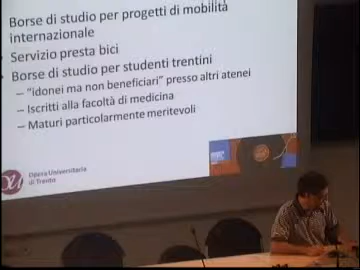 Borse di studio per progetti di mobilità
internazionale
Servizio presta bici
Borse di studio per studenti trentini
– "idonei ma non beneficiari" presso altri atenei
– Iscritti alla facoltà di medicina
– Maturi particolarmente meritevoli
Opera Universitaria
di Trento